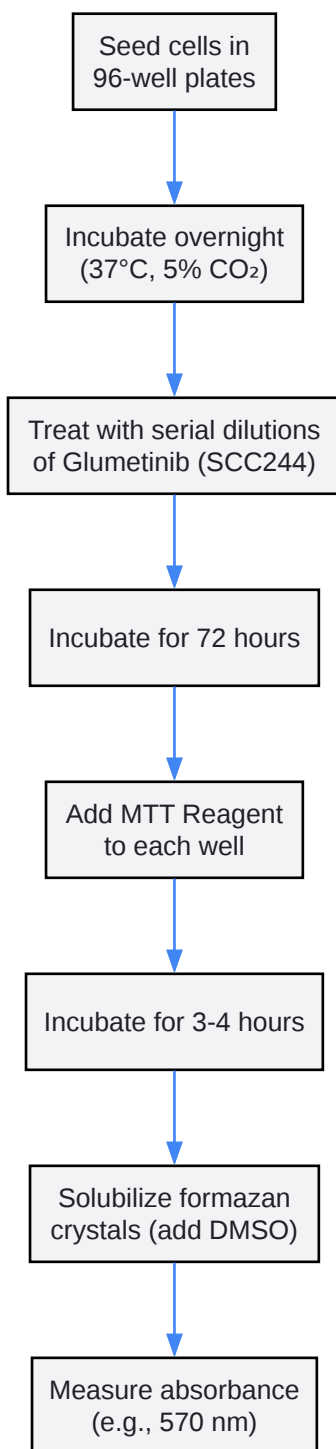 Seed cells in
96-well plates
Incubate overnight
(37°C, 5% CO₂)
Treat with serial dilutions
of Glumetinib (SCC244)
Incubate for 72 hours
Add MTT Reagent
to each well
Incubate for 3-4 hours
Solubilize formazan
crystals (add DMSO)
Measure absorbance
(e.g., 570 nm)